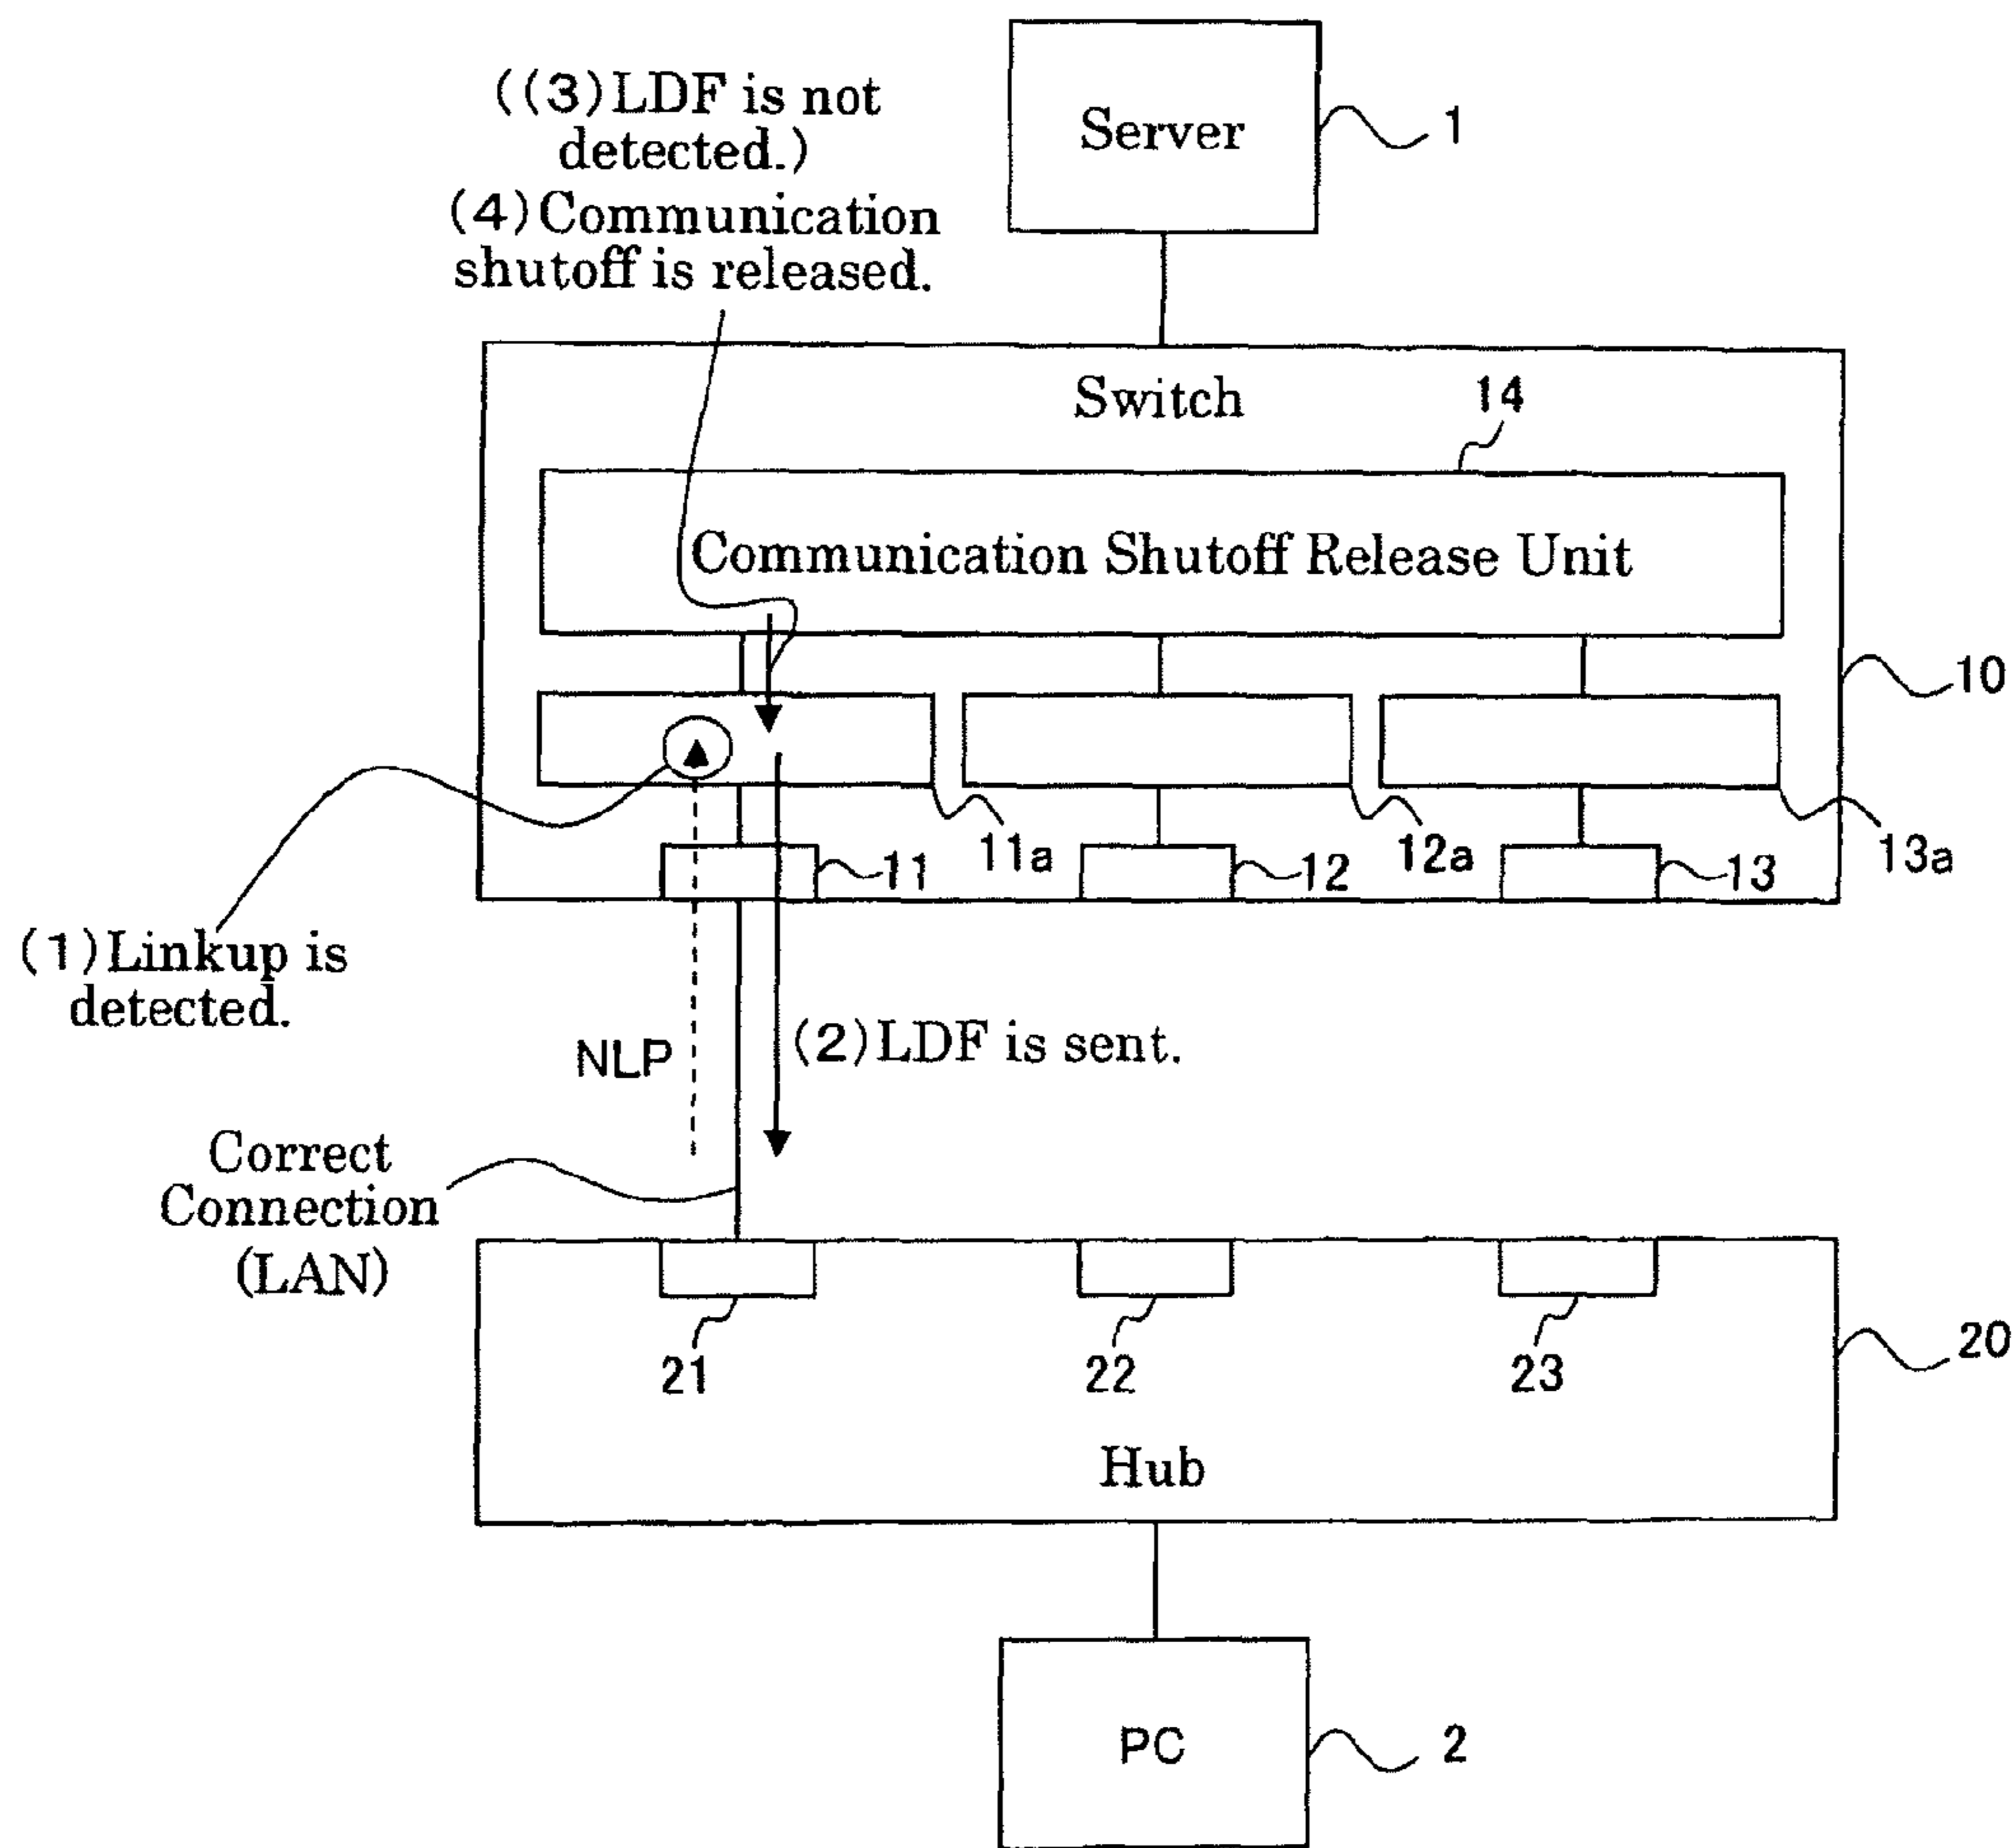 Server
1
((3)LDF is not
detected.)
(4)Communication
shutoff is released.
Switch
14
Communication Shutoff Release Unit
10
11a
12a
13a
11
12
13
(1)Linkup is
detected.
NLP
(2)LDF is sent.
Correct
Connection
(LAN)
21
22
23
20
Hub
PC
2